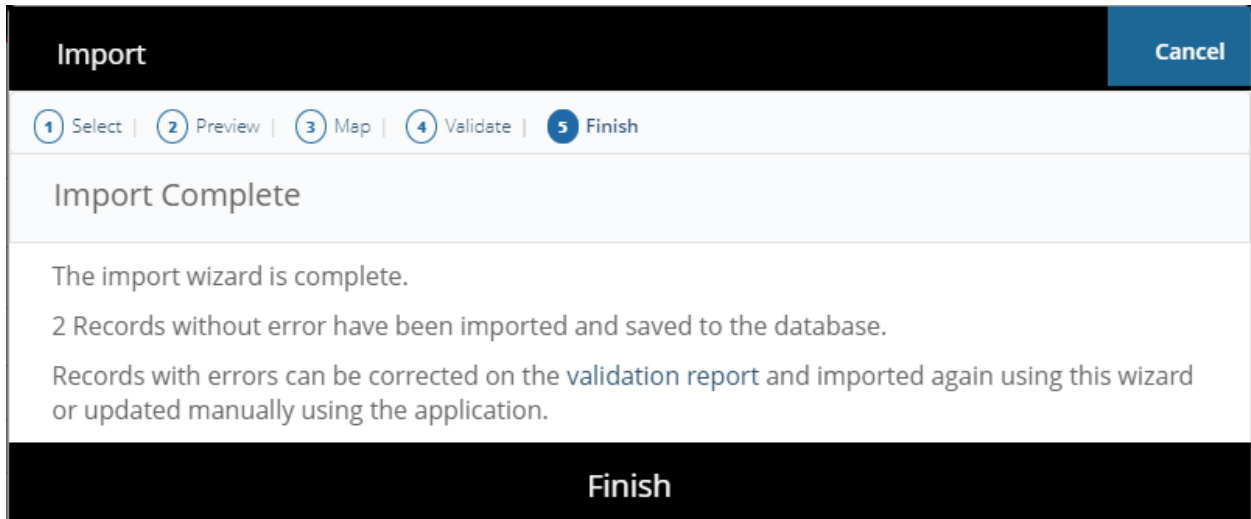 Import
Cancel
1 Select | 2 Preview | 3 Map | 4 Validate | 5 Finish
Import Complete
The import wizard is complete.
2 Records without error have been imported and saved to the database.
Records with errors can be corrected on the validation report and imported again using this wizard
or updated manually using the application.
Finish